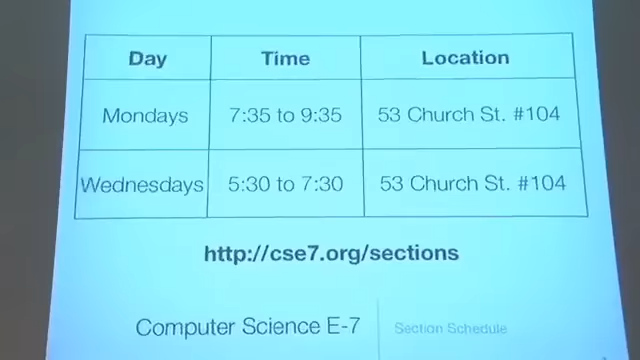 Day Time Location
Mondays 7:35 to 9:35 53 Church St. #104
Wednesdays 5:30 to 7:30 53 Church St. #104
http://cse7.org/sections
Computer Science E-7 Section Schedule